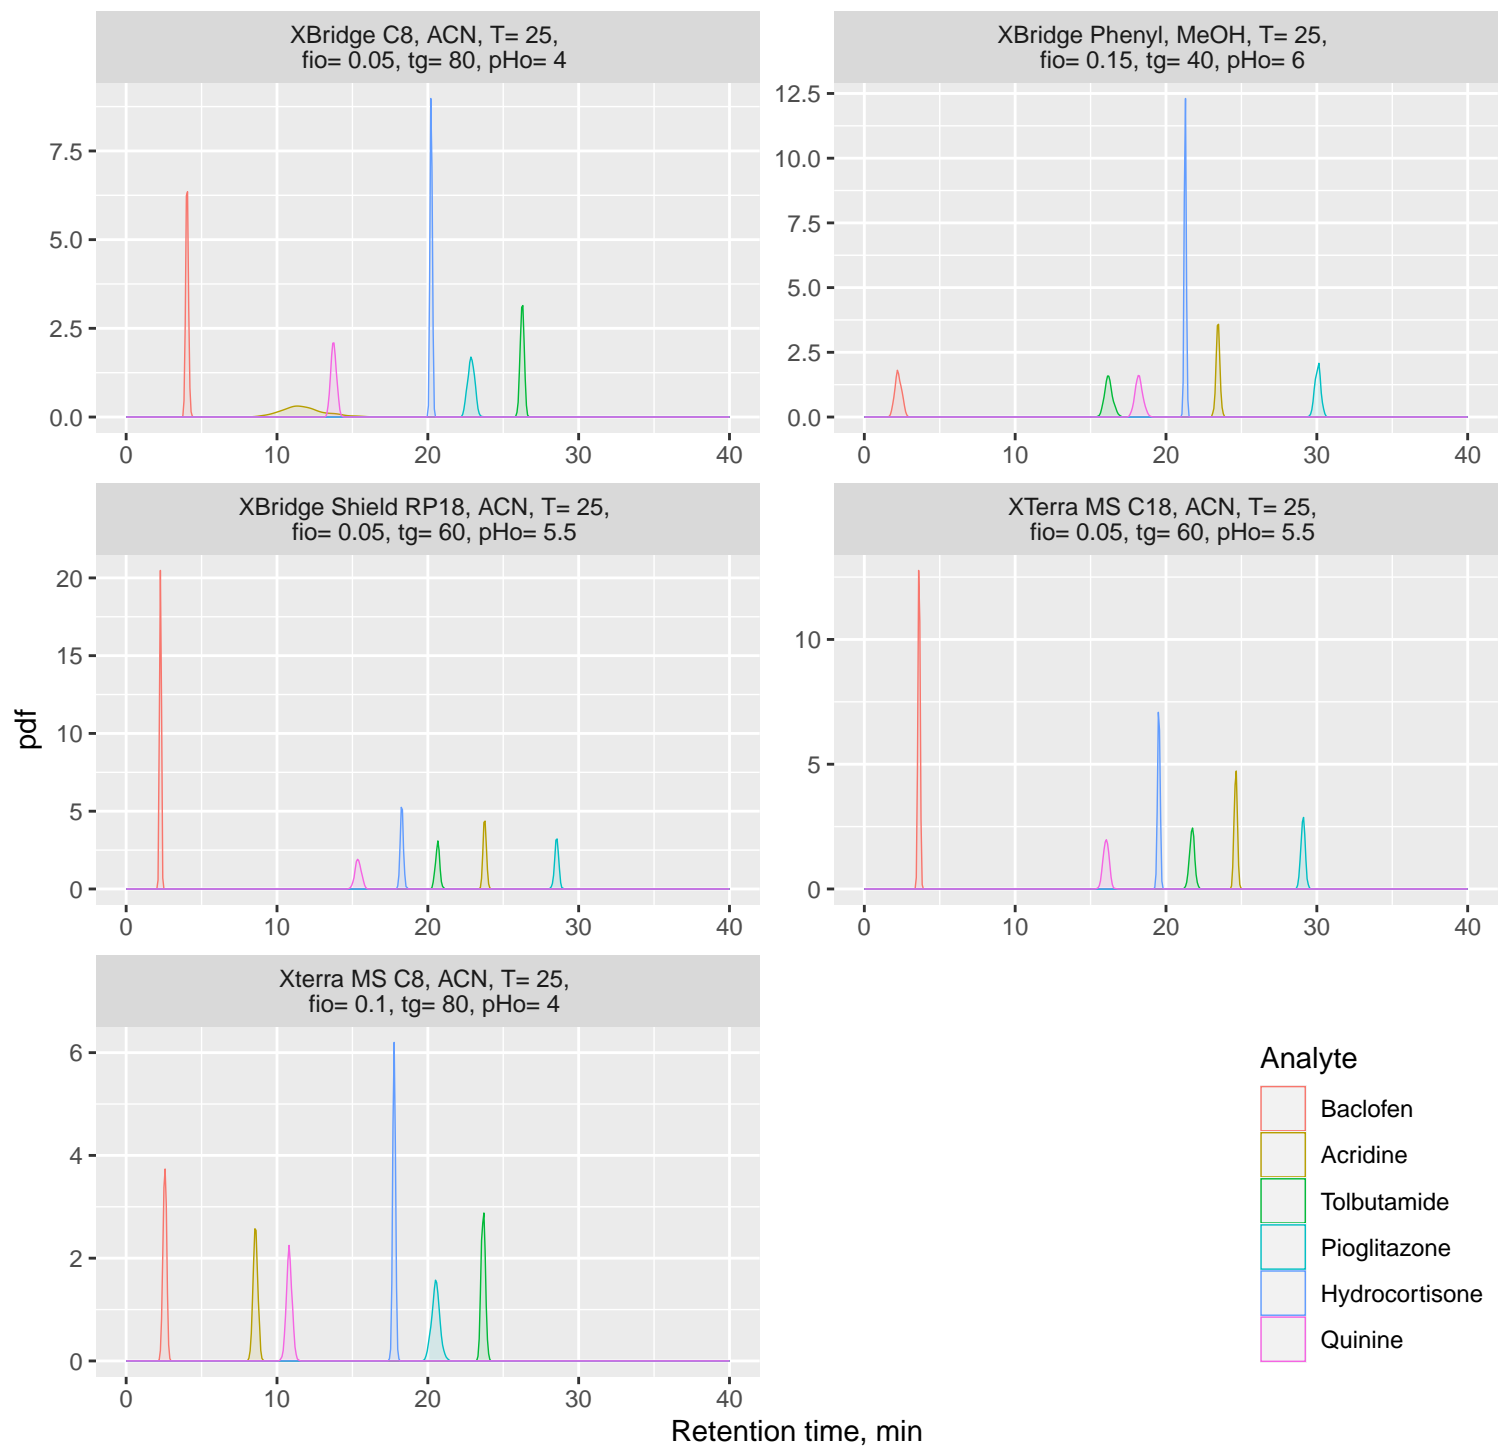 XBridge C8, ACN, T= 25,
fio= 0.05, tg= 80, pHo= 4
7.5
5.0
2.5
0.0
0 10 20 30 40
XBridge Phenyl, MeOH, T= 25,
fio= 0.15, tg= 40, pHo= 6
12.5
10.0
7.5
5.0
2.5
0.0
0 10 20 30 40
XBridge Shield RP18, ACN, T= 25,
fio= 0.05, tg= 60, pHo= 5.5
20
15
10
5
0
0 10 20 30 40
XTerra MS C18, ACN, T= 25,
fio= 0.05, tg= 60, pHo= 5.5
10
5
0
0 10 20 30 40
Xterra MS C8, ACN, T= 25,
fio= 0.1, tg= 80, pHo= 4
6
4
2
0
0 10 20 30 40
pdf
Retention time, min
Analyte
Baclofen
Acridine
Tolbutamide
Pioglitazone
Hydrocortisone
Quinine